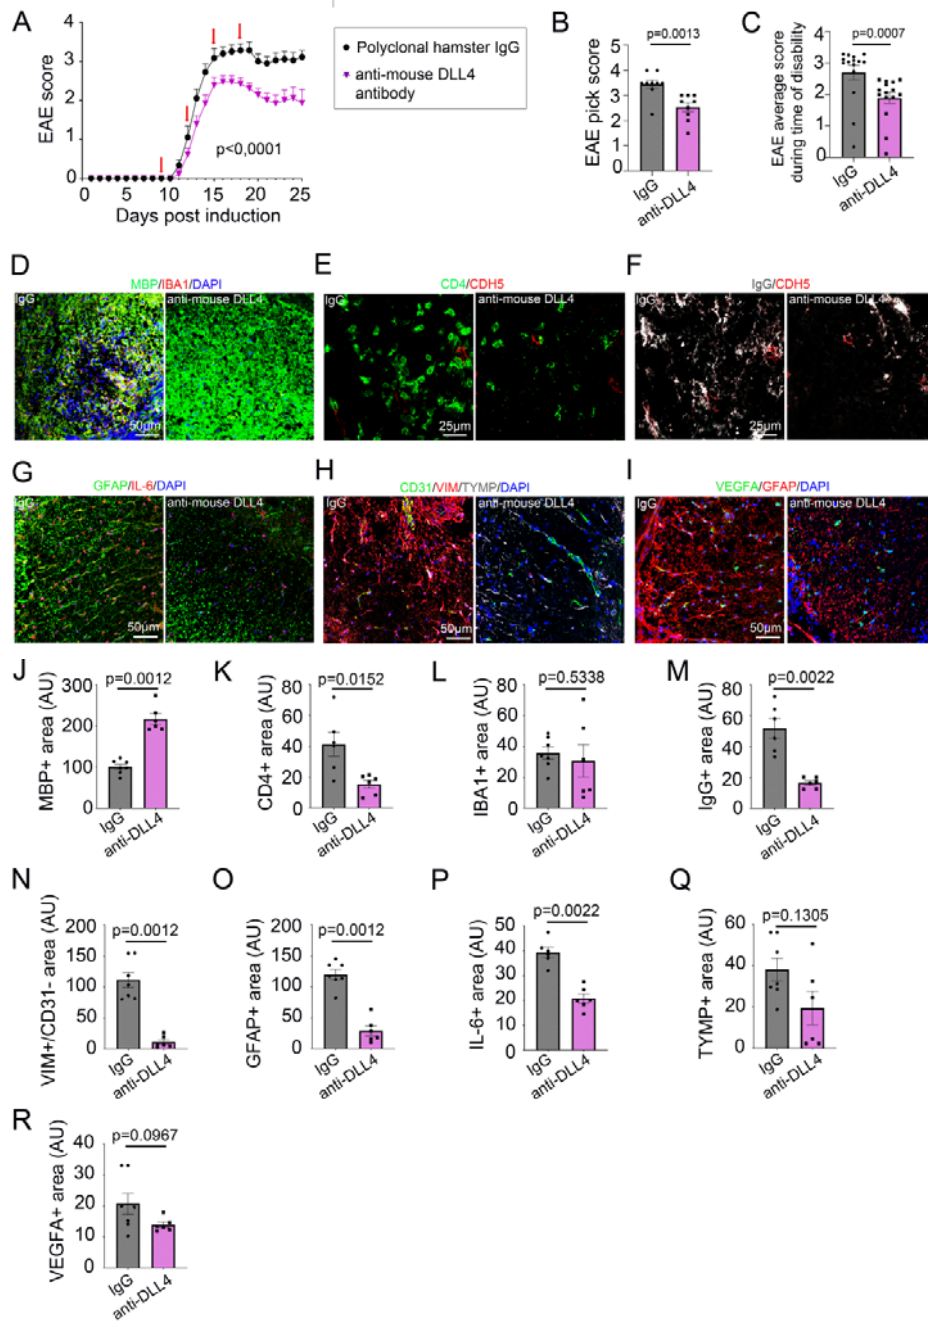 A
EAE score
4
3
2
1
0
p<0,0001
0 5 10 15 20 25
Days post induction
Polyclonal hamster IgG
anti-mouse DLL4
antibody
B
p=0.0013
EAE pick score
5
4
3
2
1
0
IgG
anti-DLL4
C
p=0.0007
EAE average score
during time of disability
4
3
2
1
0
IgG
anti-DLL4
D
MBP/IBA1/DAPI
IgG
anti-mouse DLL4
50µm
E
CD4/CDH5
IgG
anti-mouse DLL4
25µm
F
IgG/CDH5
IgG
anti-mouse DLL4
25µm
G
GFAP/IL-6/DAPI
IgG
anti-mouse DLL4
50µm
H
CD31/VIM/TYMP/DAPI
IgG
anti-mouse DLL4
50µm
I
VEGFA/GFAP/DAPI
IgG
anti-mouse DLL4
50µm
J
p=0.0012
MBP+ area (AU)
300
200
100
0
IgG
anti-DLL4
K
p=0.0152
CD4+ area (AU)
80
60
40
20
0
IgG
anti-DLL4
L
p=0.5338
IBA1+ area (AU)
80
60
40
20
0
IgG
anti-DLL4
M
p=0.0022
IgG+ area (AU)
80
60
40
20
0
IgG
anti-DLL4
N
p=0.0012
VIM+/CD31- area (AU)
200
150
100
50
0
IgG
anti-DLL4
O
p=0.0012
GFAP+ area (AU)
200
150
100
50
0
IgG
anti-DLL4
P
p=0.0022
IL-6+ area (AU)
50
40
30
20
10
0
IgG
anti-DLL4
Q
p=0.1305
TYMP+ area (AU)
60
40
20
0
IgG
anti-DLL4
R
p=0.0967
VEGFA+ area (AU)
40
30
20
10
0
IgG
anti-DLL4